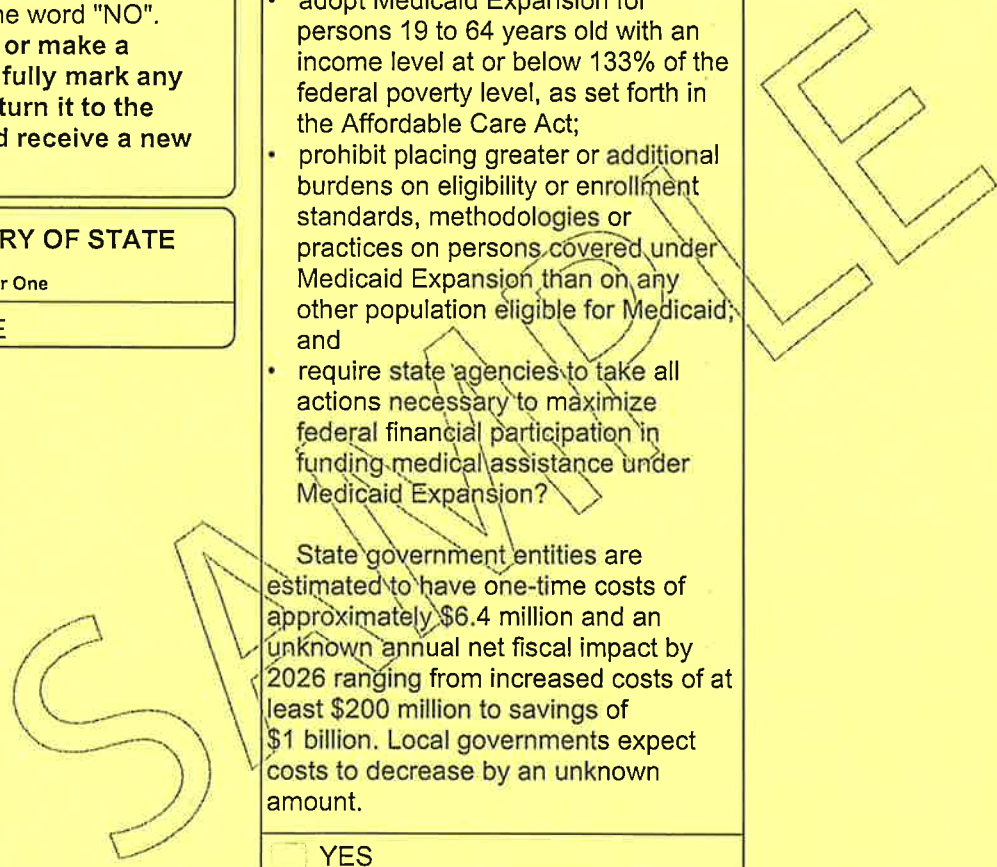 he word "NO".
or make a
fully mark any
turn it to the
d receive a new
RY OF STATE
r One
E
• adopt Medicaid Expansion for
persons 19 to 64 years old with an
income level at or below 133% of the
federal poverty level, as set forth in
the Affordable Care Act;
• prohibit placing greater or additional
burdens on eligibility or enrollment
standards, methodologies or
practices on persons covered under
Medicaid Expansion than on any
other population eligible for Medicaid;
and
• require state agencies to take all
actions necessary to maximize
federal financial participation in
funding medical assistance under
Medicaid Expansion?
State government entities are
estimated to have one-time costs of
approximately $6.4 million and an
unknown annual net fiscal impact by
2026 ranging from increased costs of at
least $200 million to savings of
$1 billion. Local governments expect
costs to decrease by an unknown
amount.
YES
SAMPLE